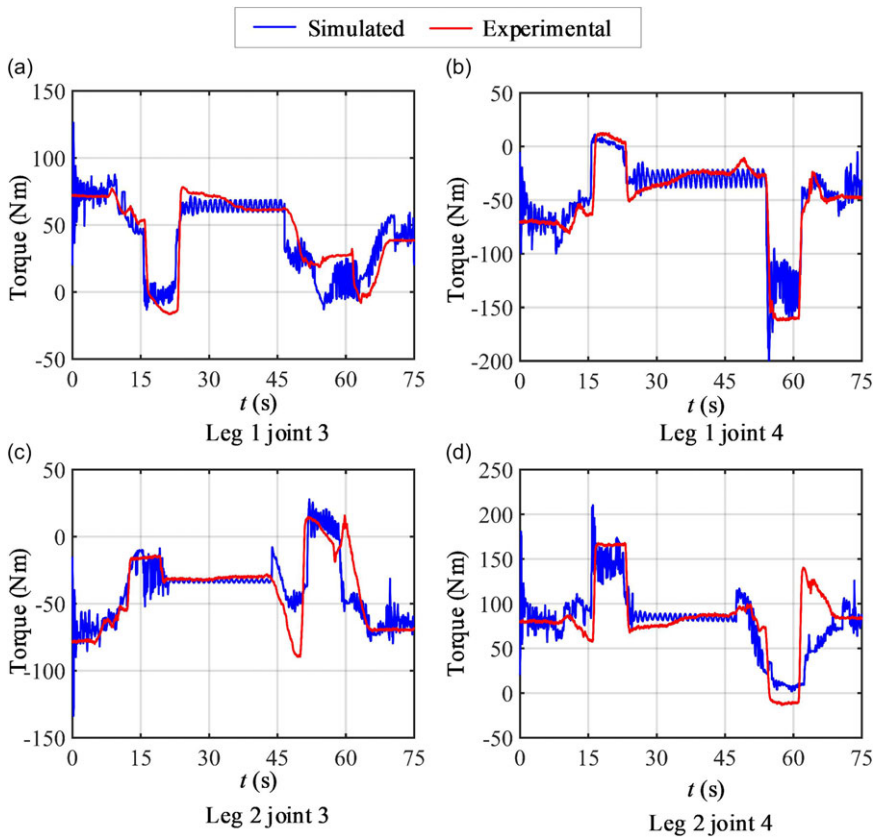 Simulated Experimental
(a)
150
100
50
0
-50
Torque (Nm)
0 15 30 45 60 75
t (s)
Leg 1 joint 3
(b)
50
0
-50
-100
-150
-200
Torque (Nm)
0 15 30 45 60 75
t (s)
Leg 1 joint 4
(c)
50
0
-50
-100
-150
Torque (Nm)
0 15 30 45 60 75
t (s)
Leg 2 joint 3
(d)
250
200
150
100
50
0
-50
Torque (Nm)
0 15 30 45 60 75
t (s)
Leg 2 joint 4